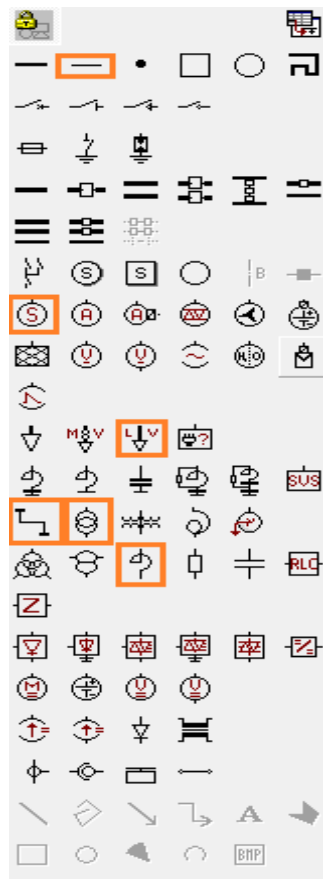 B
S S
S A A
V V H O
M V L V ?
SVS
RLC
Z
M V V
A
BMP